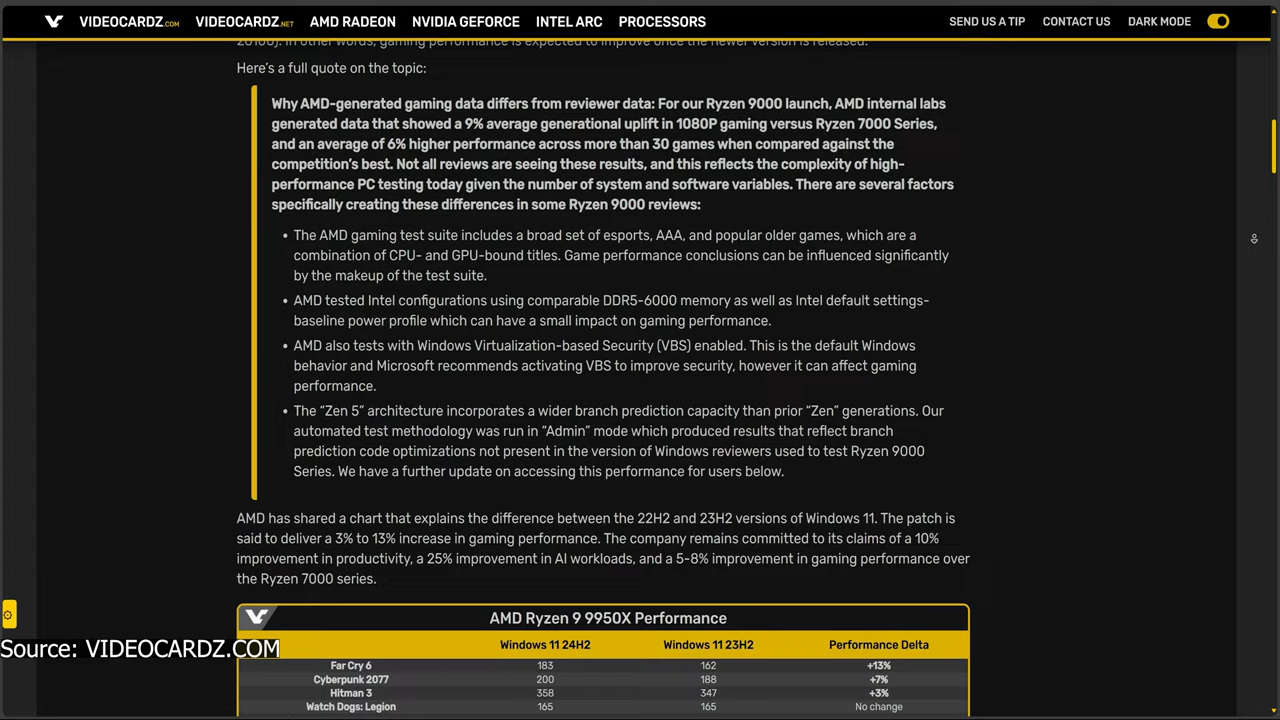 VIDEOCARDZ.COM
VIDEOCARDZ.NET
AMD RADEON
NVIDIA GEFORCE
INTEL ARC
PROCESSORS
SEND US A TIP
CONTACT US
DARK MODE
20100). In other words, gaming performance is expected to improve once the newer version is released.
Here's a full quote on the topic:
Why AMD-generated gaming data differs from reviewer data: For our Ryzen 9000 launch, AMD internal labs
generated data that showed a 9% average generational uplift in 1080P gaming versus Ryzen 7000 Series,
and an average of 6% higher performance across more than 30 games when compared against the
competition's best. Not all reviews are seeing these results, and this reflects the complexity of high-
performance PC testing today given the number of system and software variables. There are several factors
specifically creating these differences in some Ryzen 9000 reviews:
• The AMD gaming test suite includes a broad set of esports, AAA, and popular older games, which are a
combination of CPU- and GPU-bound titles. Game performance conclusions can be influenced significantly
by the makeup of the test suite.
• AMD tested Intel configurations using comparable DDR5-6000 memory as well as Intel default settings-
baseline power profile which can have a small impact on gaming performance.
• AMD also tests with Windows Virtualization-based Security (VBS) enabled. This is the default Windows
behavior and Microsoft recommends activating VBS to improve security, however it can affect gaming
performance.
• The “Zen 5” architecture incorporates a wider branch prediction capacity than prior “Zen” generations. Our
automated test methodology was run in “Admin” mode which produced results that reflect branch
prediction code optimizations not present in the version of Windows reviewers used to test Ryzen 9000
Series. We have a further update on accessing this performance for users below.
AMD has shared a chart that explains the difference between the 22H2 and 23H2 versions of Windows 11. The patch is
said to deliver a 3% to 13% increase in gaming performance. The company remains committed to its claims of a 10%
improvement in productivity, a 25% improvement in AI workloads, and a 5-8% improvement in gaming performance over
the Ryzen 7000 series.
AMD Ryzen 9 9950X Performance
Windows 11 24H2 Windows 11 23H2 Performance Delta
Far Cry 6 183 162 +13%
Cyberpunk 2077 200 188 +7%
Hitman 3 358 347 +3%
Watch Dogs: Legion 165 165 No change
Source: VIDEOCARDZ.COM